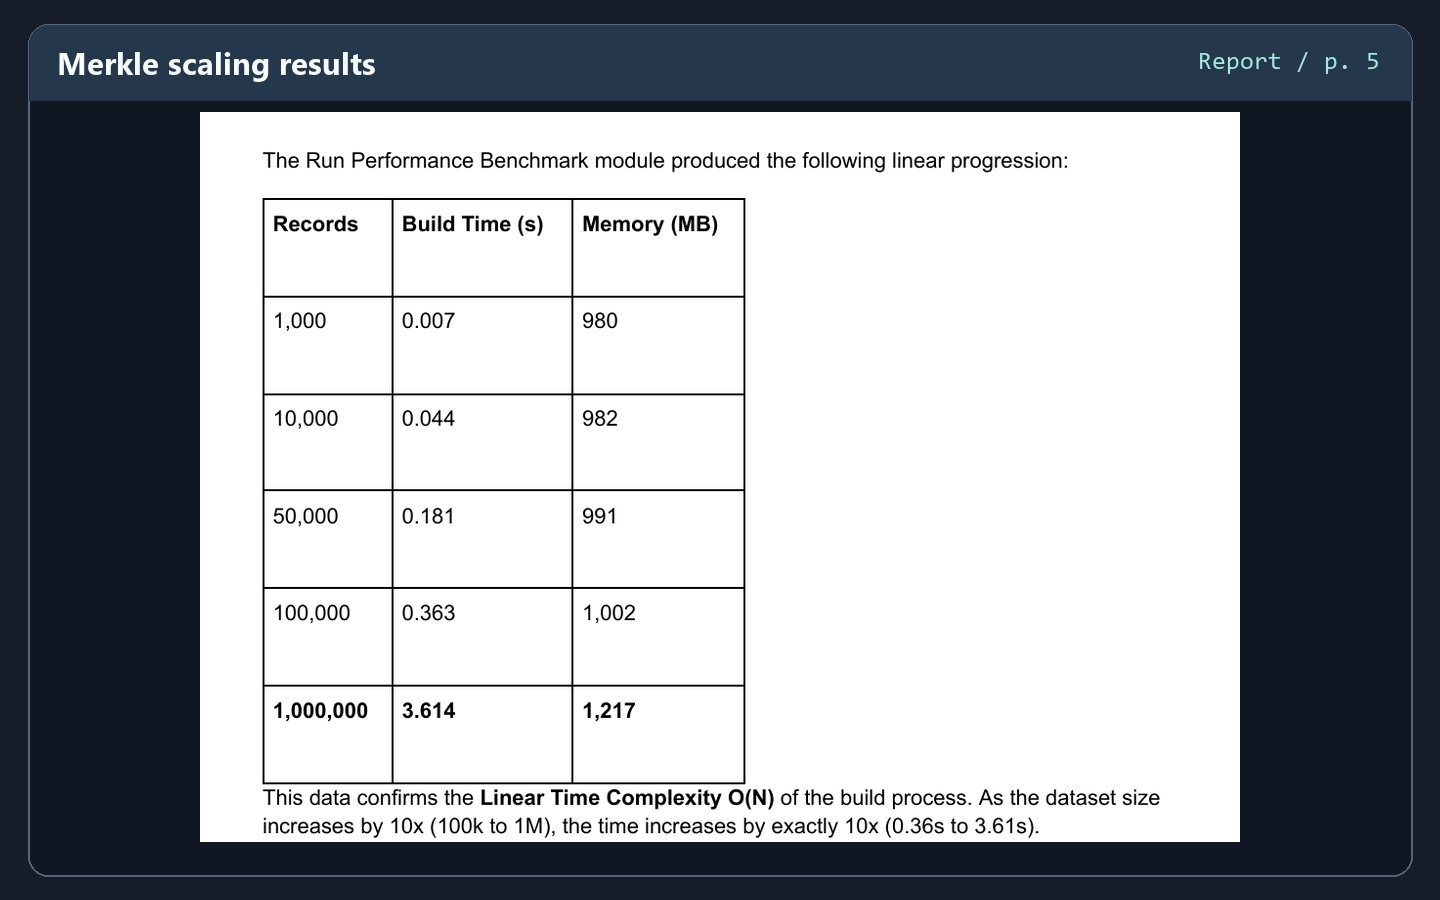 Merkle scaling results
Report / p. 5
The Run Performance Benchmark module produced the following linear progression:
Records Build Time (s) Memory (MB)
1,000 0.007 980
10,000 0.044 982
50,000 0.181 991
100,000 0.363 1,002
1,000,000 3.614 1,217
This data confirms the Linear Time Complexity O(N) of the build process. As the dataset size
increases by 10x (100k to 1M), the time increases by exactly 10x (0.36s to 3.61s).